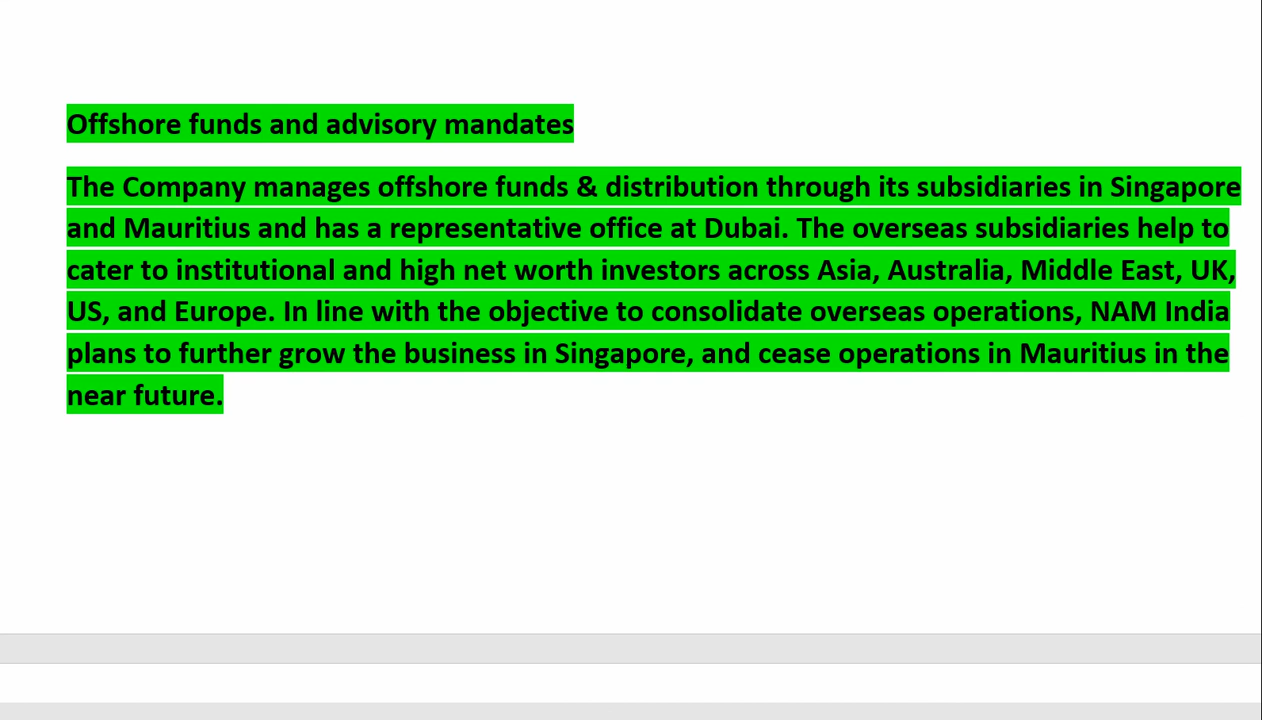 Offshore funds and advisory mandates
The Company manages offshore funds & distribution through its subsidiaries in Singapore
and Mauritius and has a representative office at Dubai. The overseas subsidiaries help to
cater to institutional and high net worth investors across Asia, Australia, Middle East, UK,
US, and Europe. In line with the objective to consolidate overseas operations, NAM India
plans to further grow the business in Singapore, and cease operations in Mauritius in the
near future.